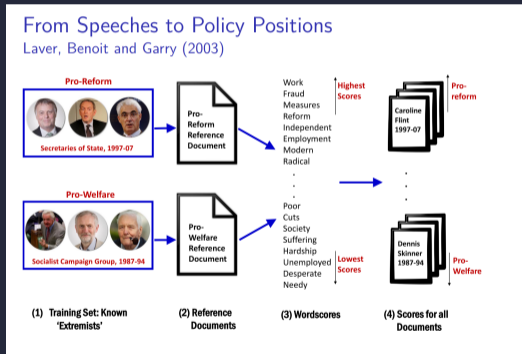 From Speeches to Policy Positions
Laver, Benoit and Garry (2003)
Pro-Reform
Secretaries of State, 1997-07
Pro-
Reform
Reference
Document
Work
Fraud
Measures
Reform
Independent
Employment
Modern
Radical
.
.
.
Highest
Scores
Caroline
Flint
1997-07
Pro-
reform
.
.
.
Pro-Welfare
Socialist Campaign Group, 1987-94
Pro-
Welfare
Reference
Document
Poor
Cuts
Society
Suffering
Hardship
Unemployed
Desperate
Needy
Lowest
Scores
Dennis
Skinner
1987-94
Pro-
Welfare
(1) Training Set: Known
'Extremists'
(2) Reference
Documents
(3) Wordscores
(4) Scores for all
Documents